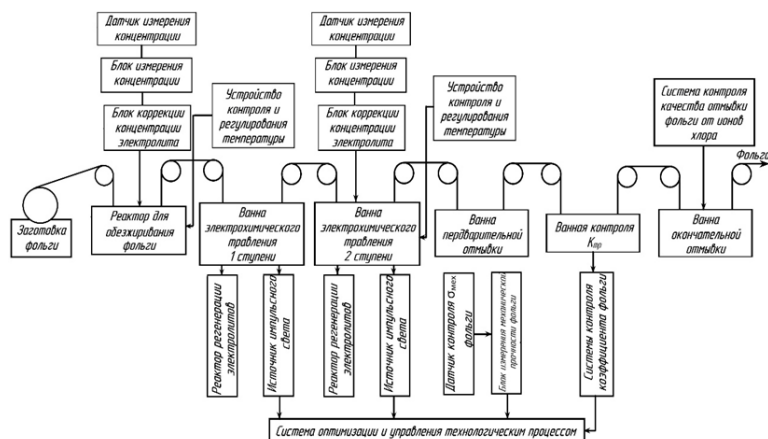 Датчик измерения
концентрации
Датчик измерения
концентрации
Блок измерения
концентрации
Блок измерения
концентрации
Устройство
контроля и
регулирования
температуры
Устройство
контроля и
регулирования
температуры
Система контроля
качества отмывки
фольги от ионов
хлора
Блок коррекции
концентрации
электролита
Блок коррекции
концентрации
электролита
Фольга
Заготовка
фольги
Реактор для
обезжиривания
фольги
Ванна
электрохимического
травления
1 ступени
Ванна
электрохимического
травления
2 ступени
Ванна
пердварительной
отмывки
Ванная контроля
Kпр
Ванна
окончательной
отмывки
Реактор регенерации
электролитов
Источник импульсного
света
Реактор регенерации
электролитов
Источник импульсного
света
Датчик контроля σмех
фольги
Блок измерения механической
прочности фольги
Системы контроля
коэффициента фольги
Система оптимизации и управления технологическим процессом